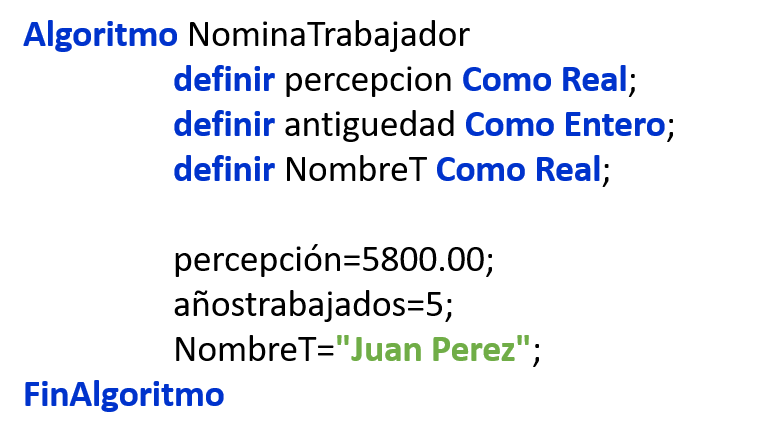 Algoritmo NominaTrabajador
definir percepcion Como Real;
definir antiguedad Como Entero;
definir NombreT Como Real;
percepción=5800.00;
añostrabajados=5;
NombreT="Juan Perez";
FinAlgoritmo